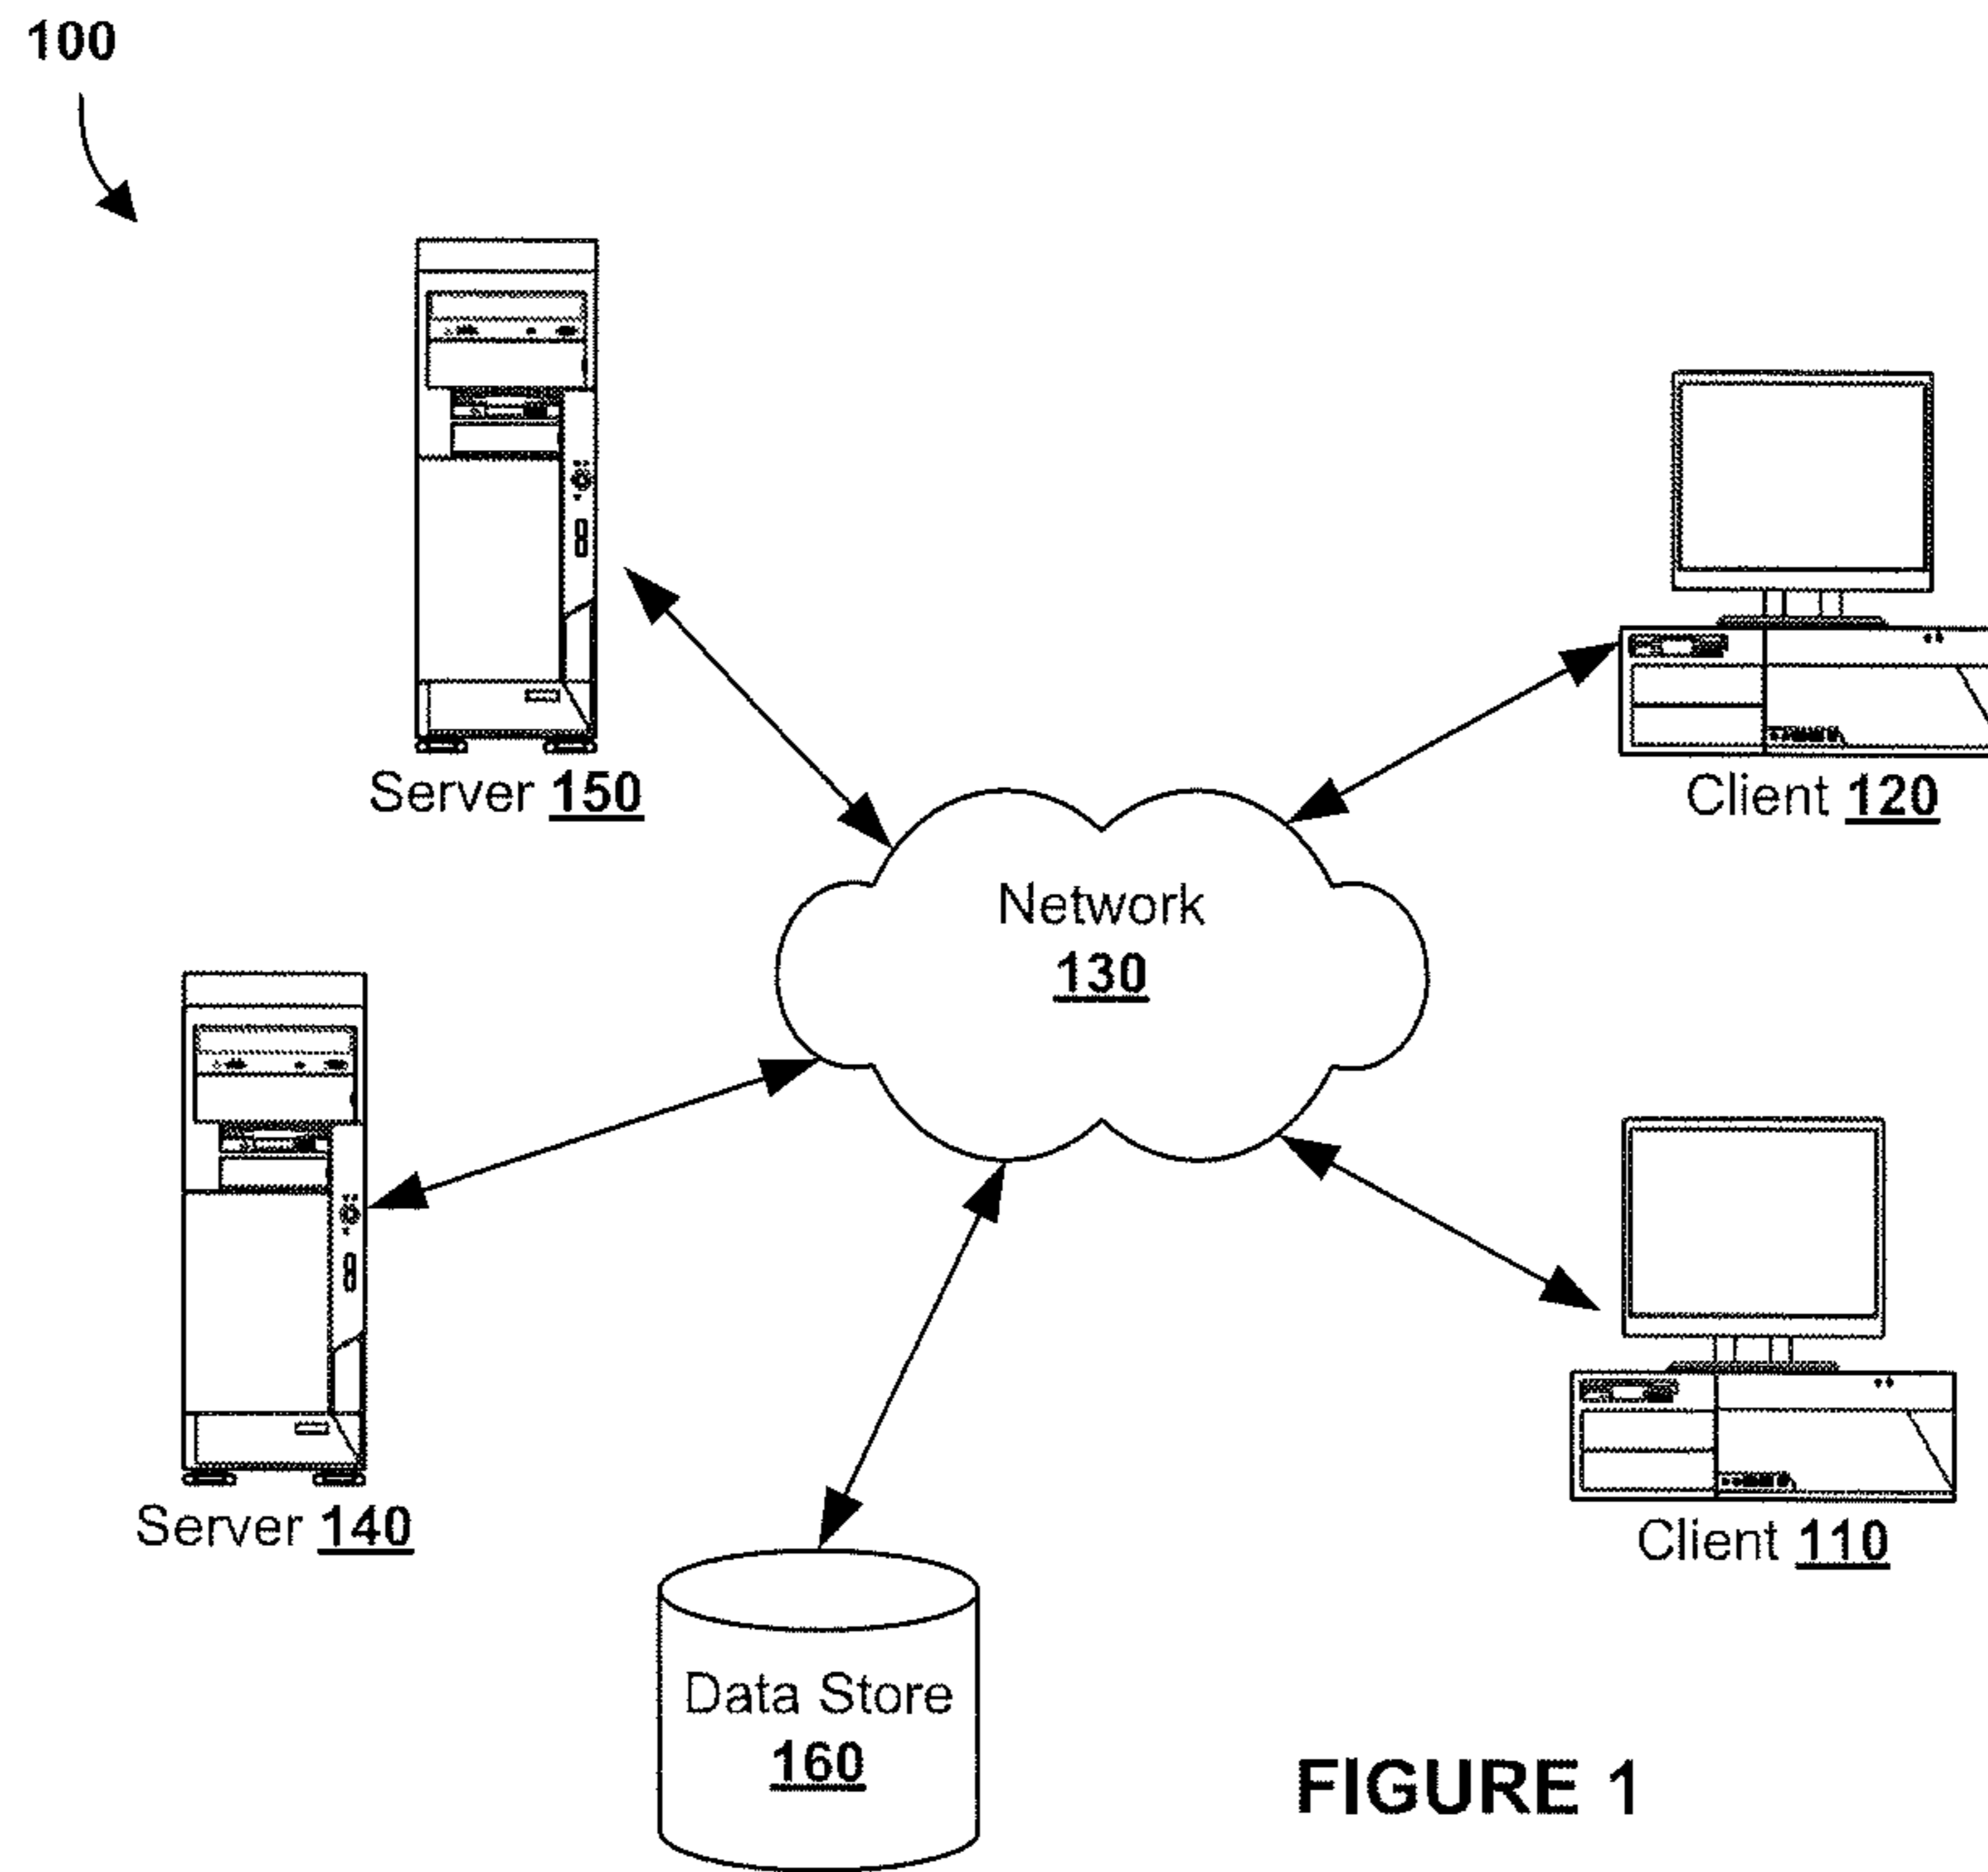 100
Server 150
Client 120
Network
130
Server 140
Client 110
Data Store
160
FIGURE 1